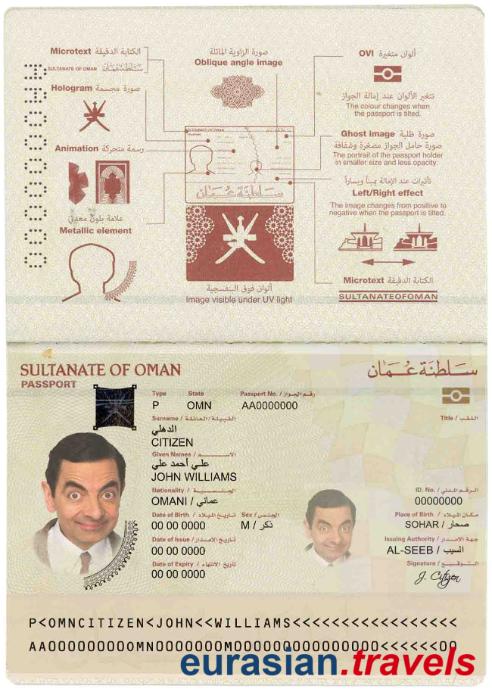 Microtext الكتابة الدقيقة
SULTANATE OF OMAN سلطنة عمان
Hologram صورة مجسمة
Animation رسمة متحركة
علامة بلون معدني
Metallic element
صورة الزاوية المائلة
Oblique angle image
SULTANATE OF OMAN
سلطنة عمان
ألوان فوق البنفسجية
Image visible under UV light
OVI ألوان متغيرة
تتغير الألوان عند إمالة الجواز
The colour changes when
the passport is tilted.
Ghost Image صورة ظلية
صورة حامل الجواز مصغرة وشفافة
The portrait of the passport holder
in smaller size and less opacity.
تأثيرات عند الإمالة يميناً ويساراً
Left/Right effect
The image changes from positive to
negative when the passport is tilted.
Microtext الكتابة الدقيقة
SULTANATEOFOMAN
SULTANATE OF OMAN سلطنة عمان
PASSPORT
Type State Passport No. / رقم الجواز
P OMN AA0000000
Surname / القبيلة / العائلة Title / اللقب
الدهلي
CITIZEN
Given Names / الاسم
علي أحمد علي
JOHN WILLIAMS
Nationality / الجنسية ID. No. / الرقم المدني
OMANI / عماني 00000000
Date of Birth / تاريخ الميلاد Sex / الجنس Place of Birth / مكان الميلاد
00 00 0000 M / ذكر SOHAR / صحار
Date of Issue / تاريخ الإصدار Issuing Authority / جهة الإصدار
00 00 0000 AL-SEEB / السيب
Date of Expiry / تاريخ الانتهاء Signature / التوقيع
00 00 0000 J. Citizen
P<OMNCITIZEN<JOHN<<WILLIAMS<<<<<<<<<<<<<<<<<
eurasian.travels